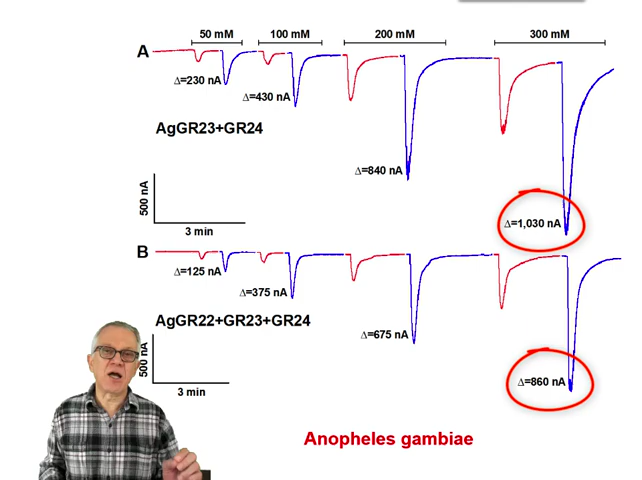 50 mM
100 mM
200 mM
300 mM
A
Δ=230 nA
Δ=430 nA
Δ=840 nA
Δ=1,030 nA
AgGR23+GR24
500 nA
3 min
B
Δ=125 nA
Δ=375 nA
Δ=675 nA
Δ=860 nA
AgGR22+GR23+GR24
500 nA
3 min
Anopheles gambiae